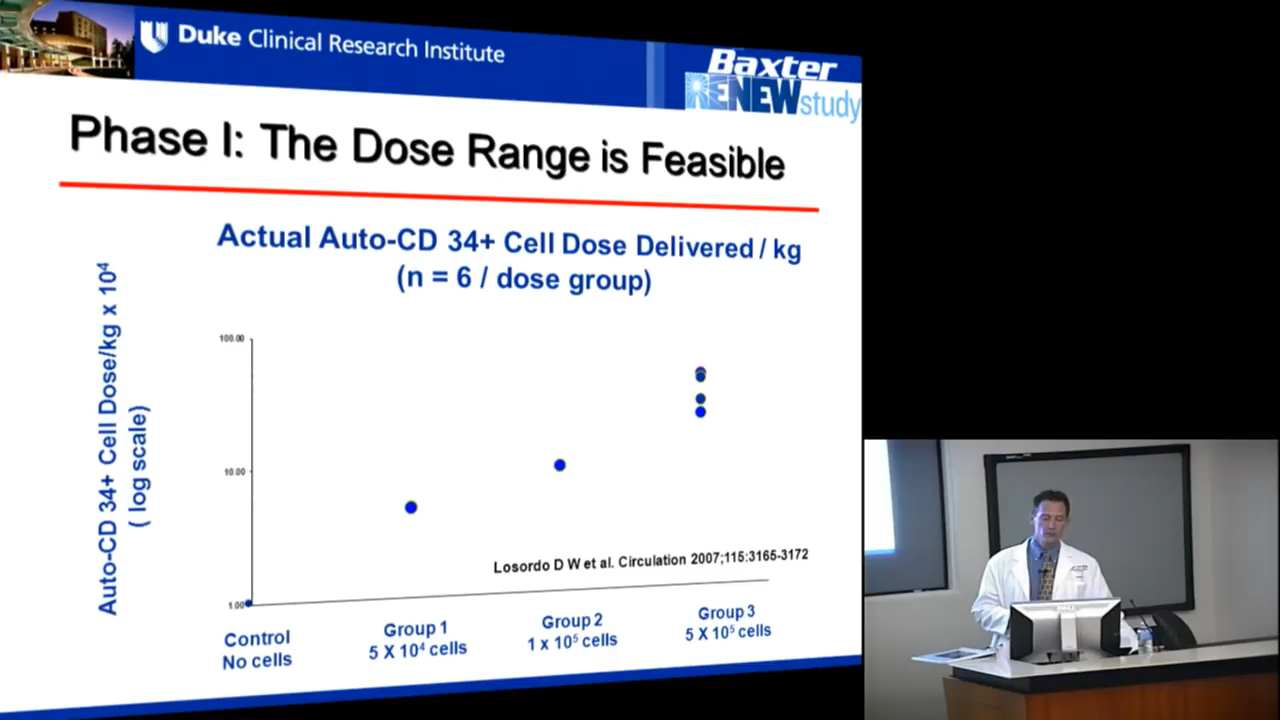 Duke Clinical Research Institute
Baxter
RENEW study
Phase I: The Dose Range is Feasible
Actual Auto-CD 34+ Cell Dose Delivered / kg
(n = 6 / dose group)
Auto-CD 34+ Cell Dose/kg x 10⁴
( log scale)
100.00
10.00
1.00
Losordo D W et al. Circulation 2007;115:3165-3172
Control
No cells
Group 1
5 X 10⁴ cells
Group 2
1 x 10⁵ cells
Group 3
5 X 10⁵ cells